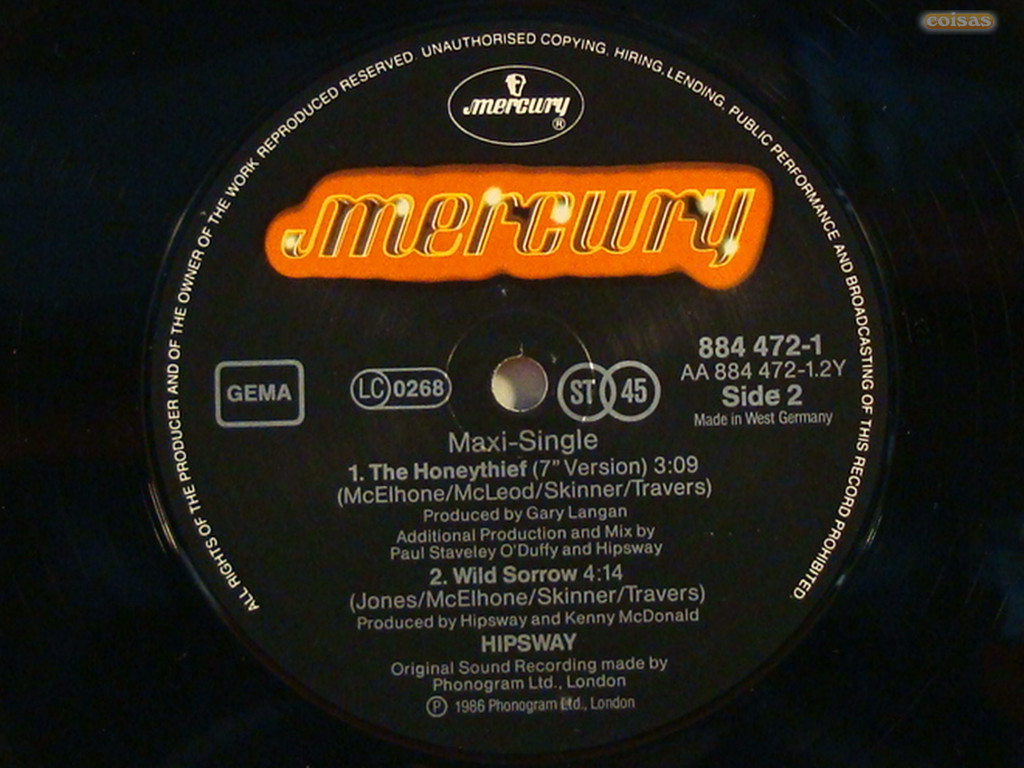 coisas
ALL RIGHTS OF THE PRODUCER AND OF THE OWNER OF THE WORK REPRODUCED RESERVED. UNAUTHORISED COPYING, HIRING, LENDING, PUBLIC PERFORMANCE AND BROADCASTING OF THIS RECORD PROHIBITED.
mercury ®
mercury
GEMA
LC 0268
ST 45
884 472-1
AA 884 472-1.2Y
Side 2
Made in West Germany
Maxi-Single
1. The Honeythief (7" Version) 3:09
(McElhone/McLeod/Skinner/Travers)
Produced by Gary Langan
Additional Production and Mix by
Paul Staveley O'Duffy and Hipsway
2. Wild Sorrow 4:14
(Jones/McElhone/Skinner/Travers)
Produced by Hipsway and Kenny McDonald
HIPSWAY
Original Sound Recording made by
Phonogram Ltd., London
℗ 1986 Phonogram Ltd., London